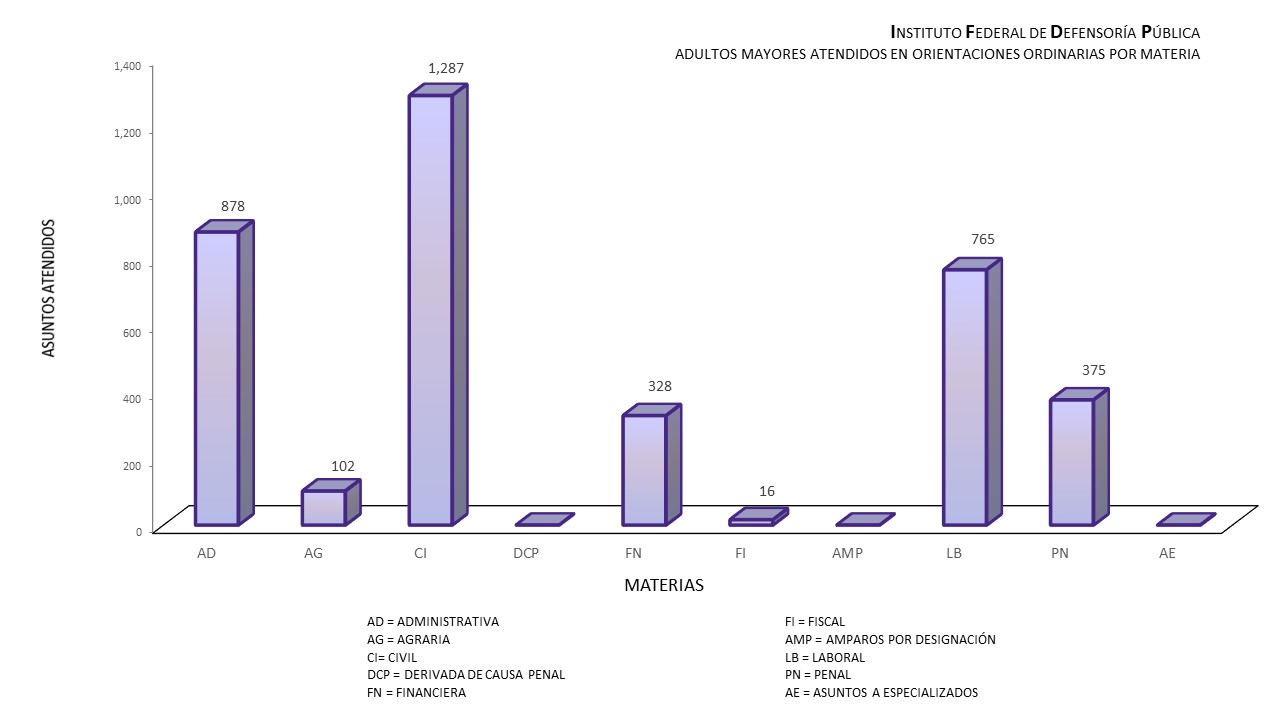 INSTITUTO FEDERAL DE DEFENSORÍA PÚBLICA
ADULTOS MAYORES ATENDIDOS EN ORIENTACIONES ORDINARIAS POR MATERIA
ASUNTOS ATENDIDOS
1,400
1,200
1,000
800
600
400
200
0
878
102
1,287
328
16
765
375
AD AG CI DCP FN FI AMP LB PN AE
MATERIAS
AD = ADMINISTRATIVA
AG = AGRARIA
CI= CIVIL
DCP = DERIVADA DE CAUSA PENAL
FN = FINANCIERA
FI = FISCAL
AMP = AMPAROS POR DESIGNACIÓN
LB = LABORAL
PN = PENAL
AE = ASUNTOS A ESPECIALIZADOS